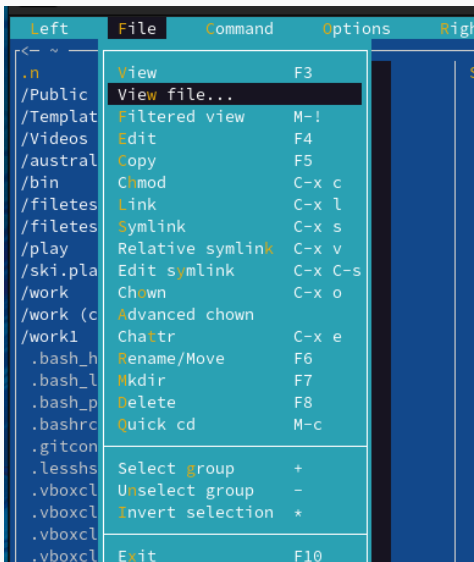 Left File Command Options Righ
<— ~
.n View F3
/Public View file...
/Templat Filtered view M-!
/Videos Edit F4
/austral Copy F5
/bin Chmod C-x c
/filetes Link C-x l
/filetes Symlink C-x s
/play Relative symlink C-x v
/ski.pla Edit symlink C-x C-s
/work Chown C-x o
/work (c Advanced chown
/work1 Chattr C-x e
.bash_h Rename/Move F6
.bash_l Mkdir F7
.bash_p Delete F8
.bashrc Quick cd M-c
.gitcon
.lesshs Select group +
.vboxcl Unselect group -
.vboxcl Invert selection *
.vboxcl
.vboxcl Exit F10